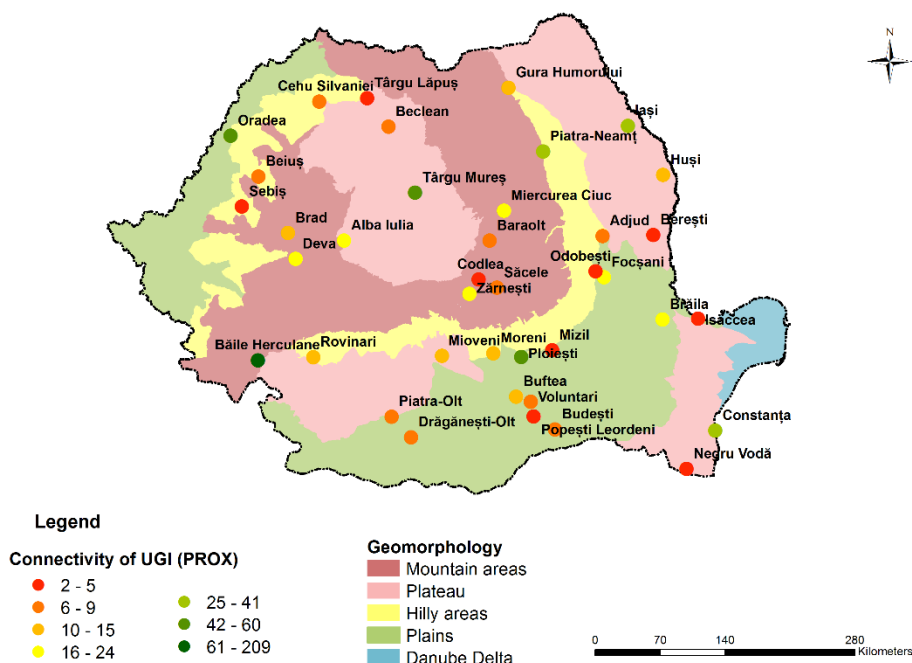 N
Gura Humorului
Cehu Silvaniei
Târgu Lăpuș
Beclean
Iași
Oradea
Piatra-Neamț
Huși
Beiuș
Târgu Mureș
Sebiș
Miercurea Ciuc
Brad
Alba Iulia
Baraolt
Adjud
Berești
Deva
Codlea
Săcele
Odobești
Focșani
Zărnești
Brăila
Isaccea
Băile Herculane
Rovinari
Mioveni
Moreni
Mizil
Ploiești
Buftea
Voluntari
Piatra-Olt
Budești
Drăgănești-Olt
Popești Leordeni
Constanța
Negru Vodă
Legend
Connectivity of UGI (PROX)
2 - 5
6 - 9
10 - 15
16 - 24
25 - 41
42 - 60
61 - 209
Geomorphology
Mountain areas
Plateau
Hilly areas
Plains
Danube Delta
0 70 140 280
Kilometers